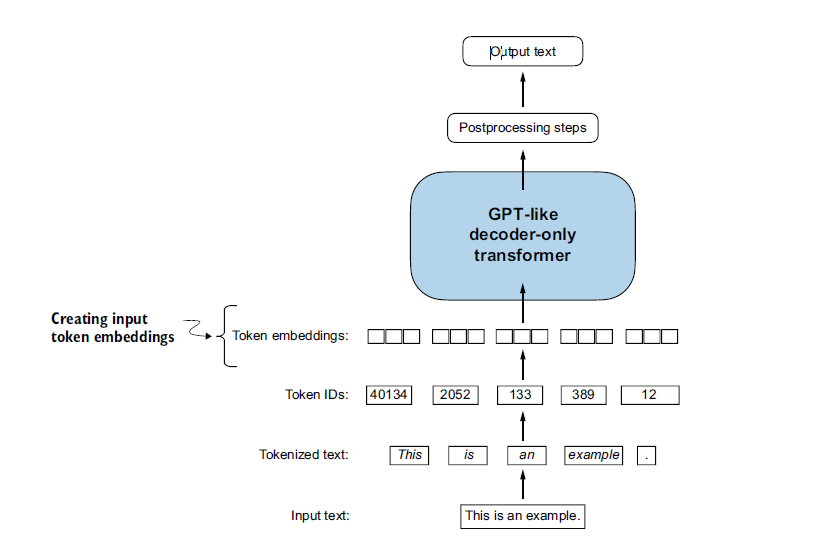 Output text
Postprocessing steps
GPT-like
decoder-only
transformer
Creating input
token embeddings
Token embeddings:
Token IDs: 40134 2052 133 389 12
Tokenized text: This is an example .
Input text: This is an example.